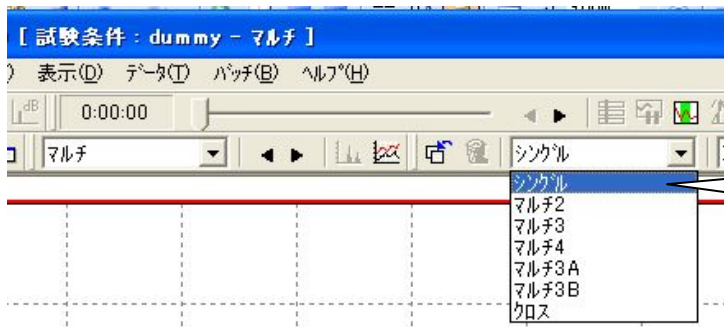 [ 試験条件 : dummy - ﾏﾙﾁ ]
) 表示(D) ﾃﾞｰﾀ(T) ﾊﾞｯﾁ(B) ﾍﾙﾌﾟ(H)
dB 0:00:00
ﾏﾙﾁ ｼﾝｸﾞﾙ
ｼﾝｸﾞﾙ
ﾏﾙﾁ2
ﾏﾙﾁ3
ﾏﾙﾁ4
ﾏﾙﾁ3A
ﾏﾙﾁ3B
ｸﾛｽ